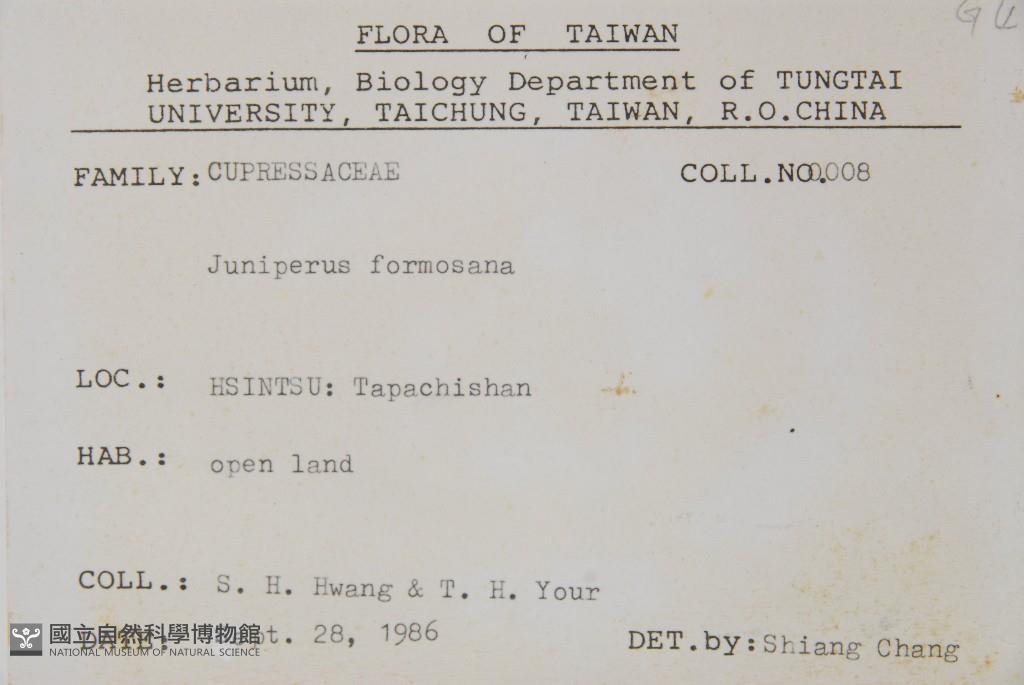 FLORA OF TAIWAN
Herbarium, Biology Department of TUNGTAI
UNIVERSITY, TAICHUNG, TAIWAN, R.O.CHINA
FAMILY: CUPRESSACEAE COLL.NO.0008
Juniperus formosana
LOC.: HSINTSU: Tapachishan
HAB.: open land
COLL.: S. H. Hwang & T. H. Your
DATE: Sept. 28, 1986 DET.by: Shiang Chang
國立自然科學博物館
NATIONAL MUSEUM OF NATURAL SCIENCE